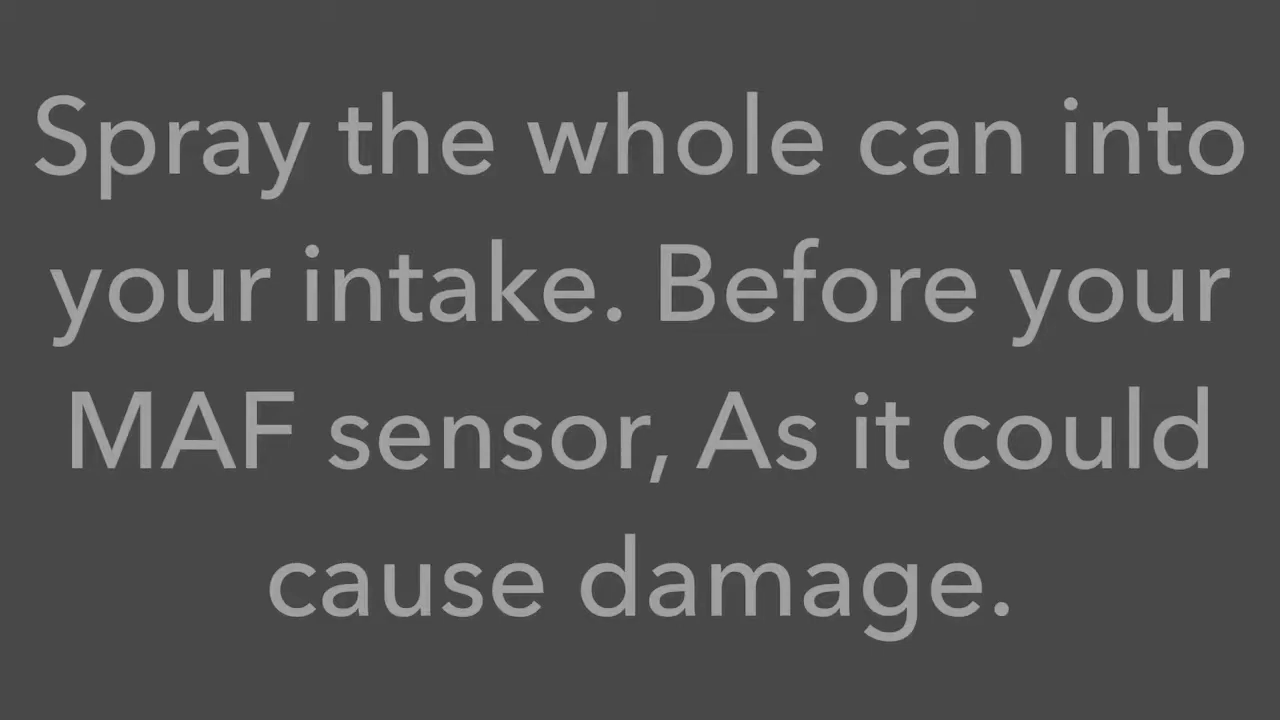 Spray the whole can into
your intake. Before your
MAF sensor, As it could
cause damage.